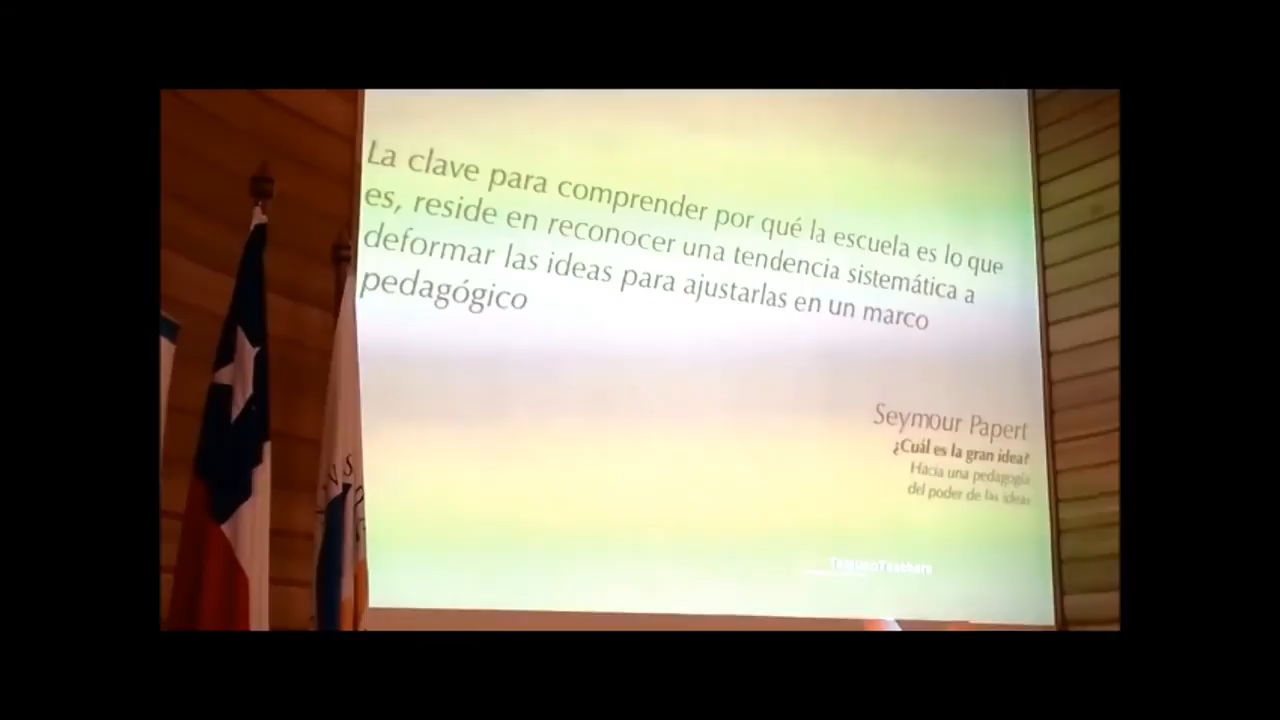 La clave para comprender por qué la escuela es lo que
es, reside en reconocer una tendencia sistemática a
deformar las ideas para ajustarlas en un marco
pedagógico
Seymour Papert
¿Cuál es la gran idea?
Hacia una pedagogía
del poder de las ideas